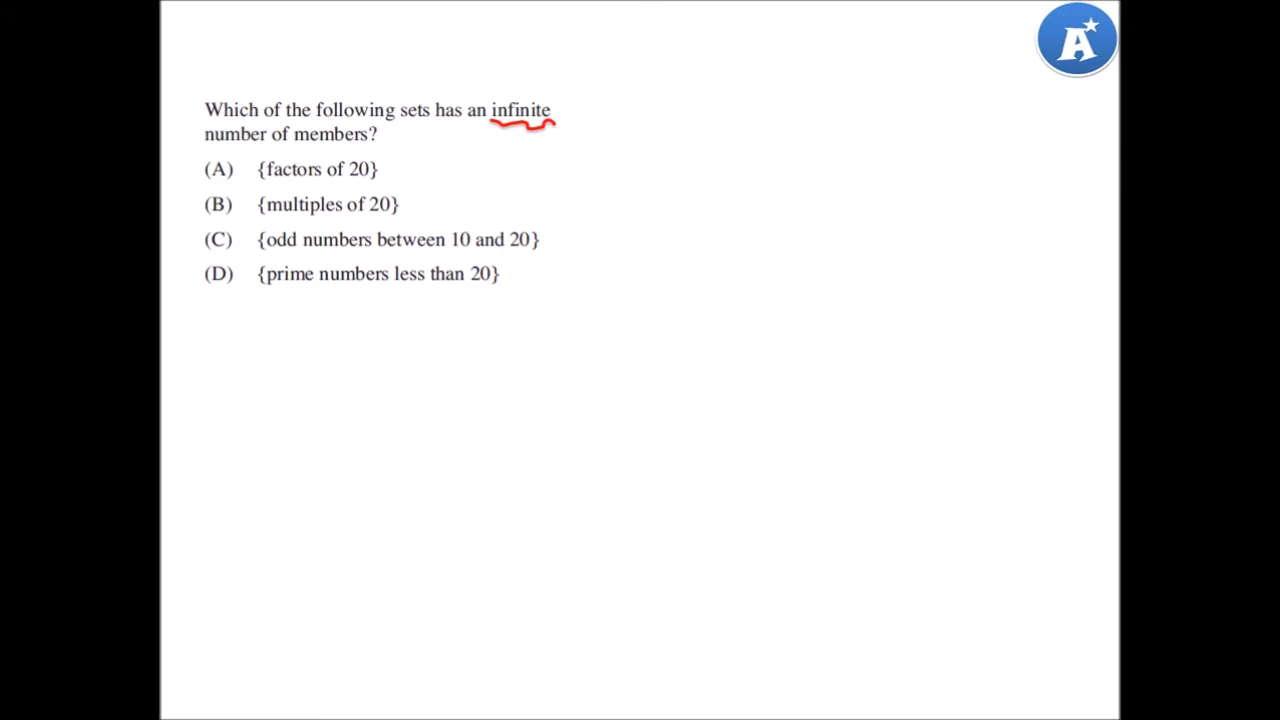 A
Which of the following sets has an infinite
number of members?
(A) {factors of 20}
(B) {multiples of 20}
(C) {odd numbers between 10 and 20}
(D) {prime numbers less than 20}